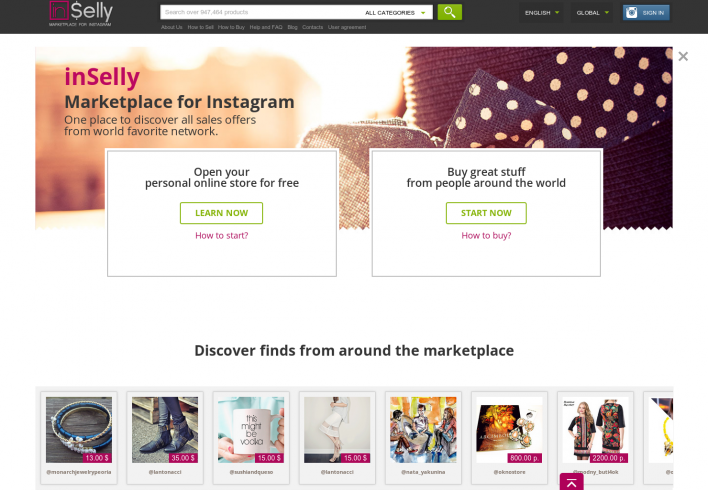 in$elly
MARKETPLACE FOR INSTAGRAM
Search over 947,464 products
ALL CATEGORIES
ENGLISH
GLOBAL
SIGN IN
About Us How to Sell How to Buy Help and FAQ Blog Contacts User agreement
inSelly
Marketplace for Instagram
One place to discover all sales offers
from world favorite network.
Open your
personal online store for free
LEARN NOW
How to start?
Buy great stuff
from people around the world
START NOW
How to buy?
Discover finds from around the marketplace
13.00 $
35.00 $
this
might
be
vodka
15.00 $
15.00 $
800.00 p.
2200.00 p.
@monarchjewelrypeoria
@lantonacci
@sushiandqueso
@lantonacci
@nata_yakunina
@oknostore
@modny_buti4ok